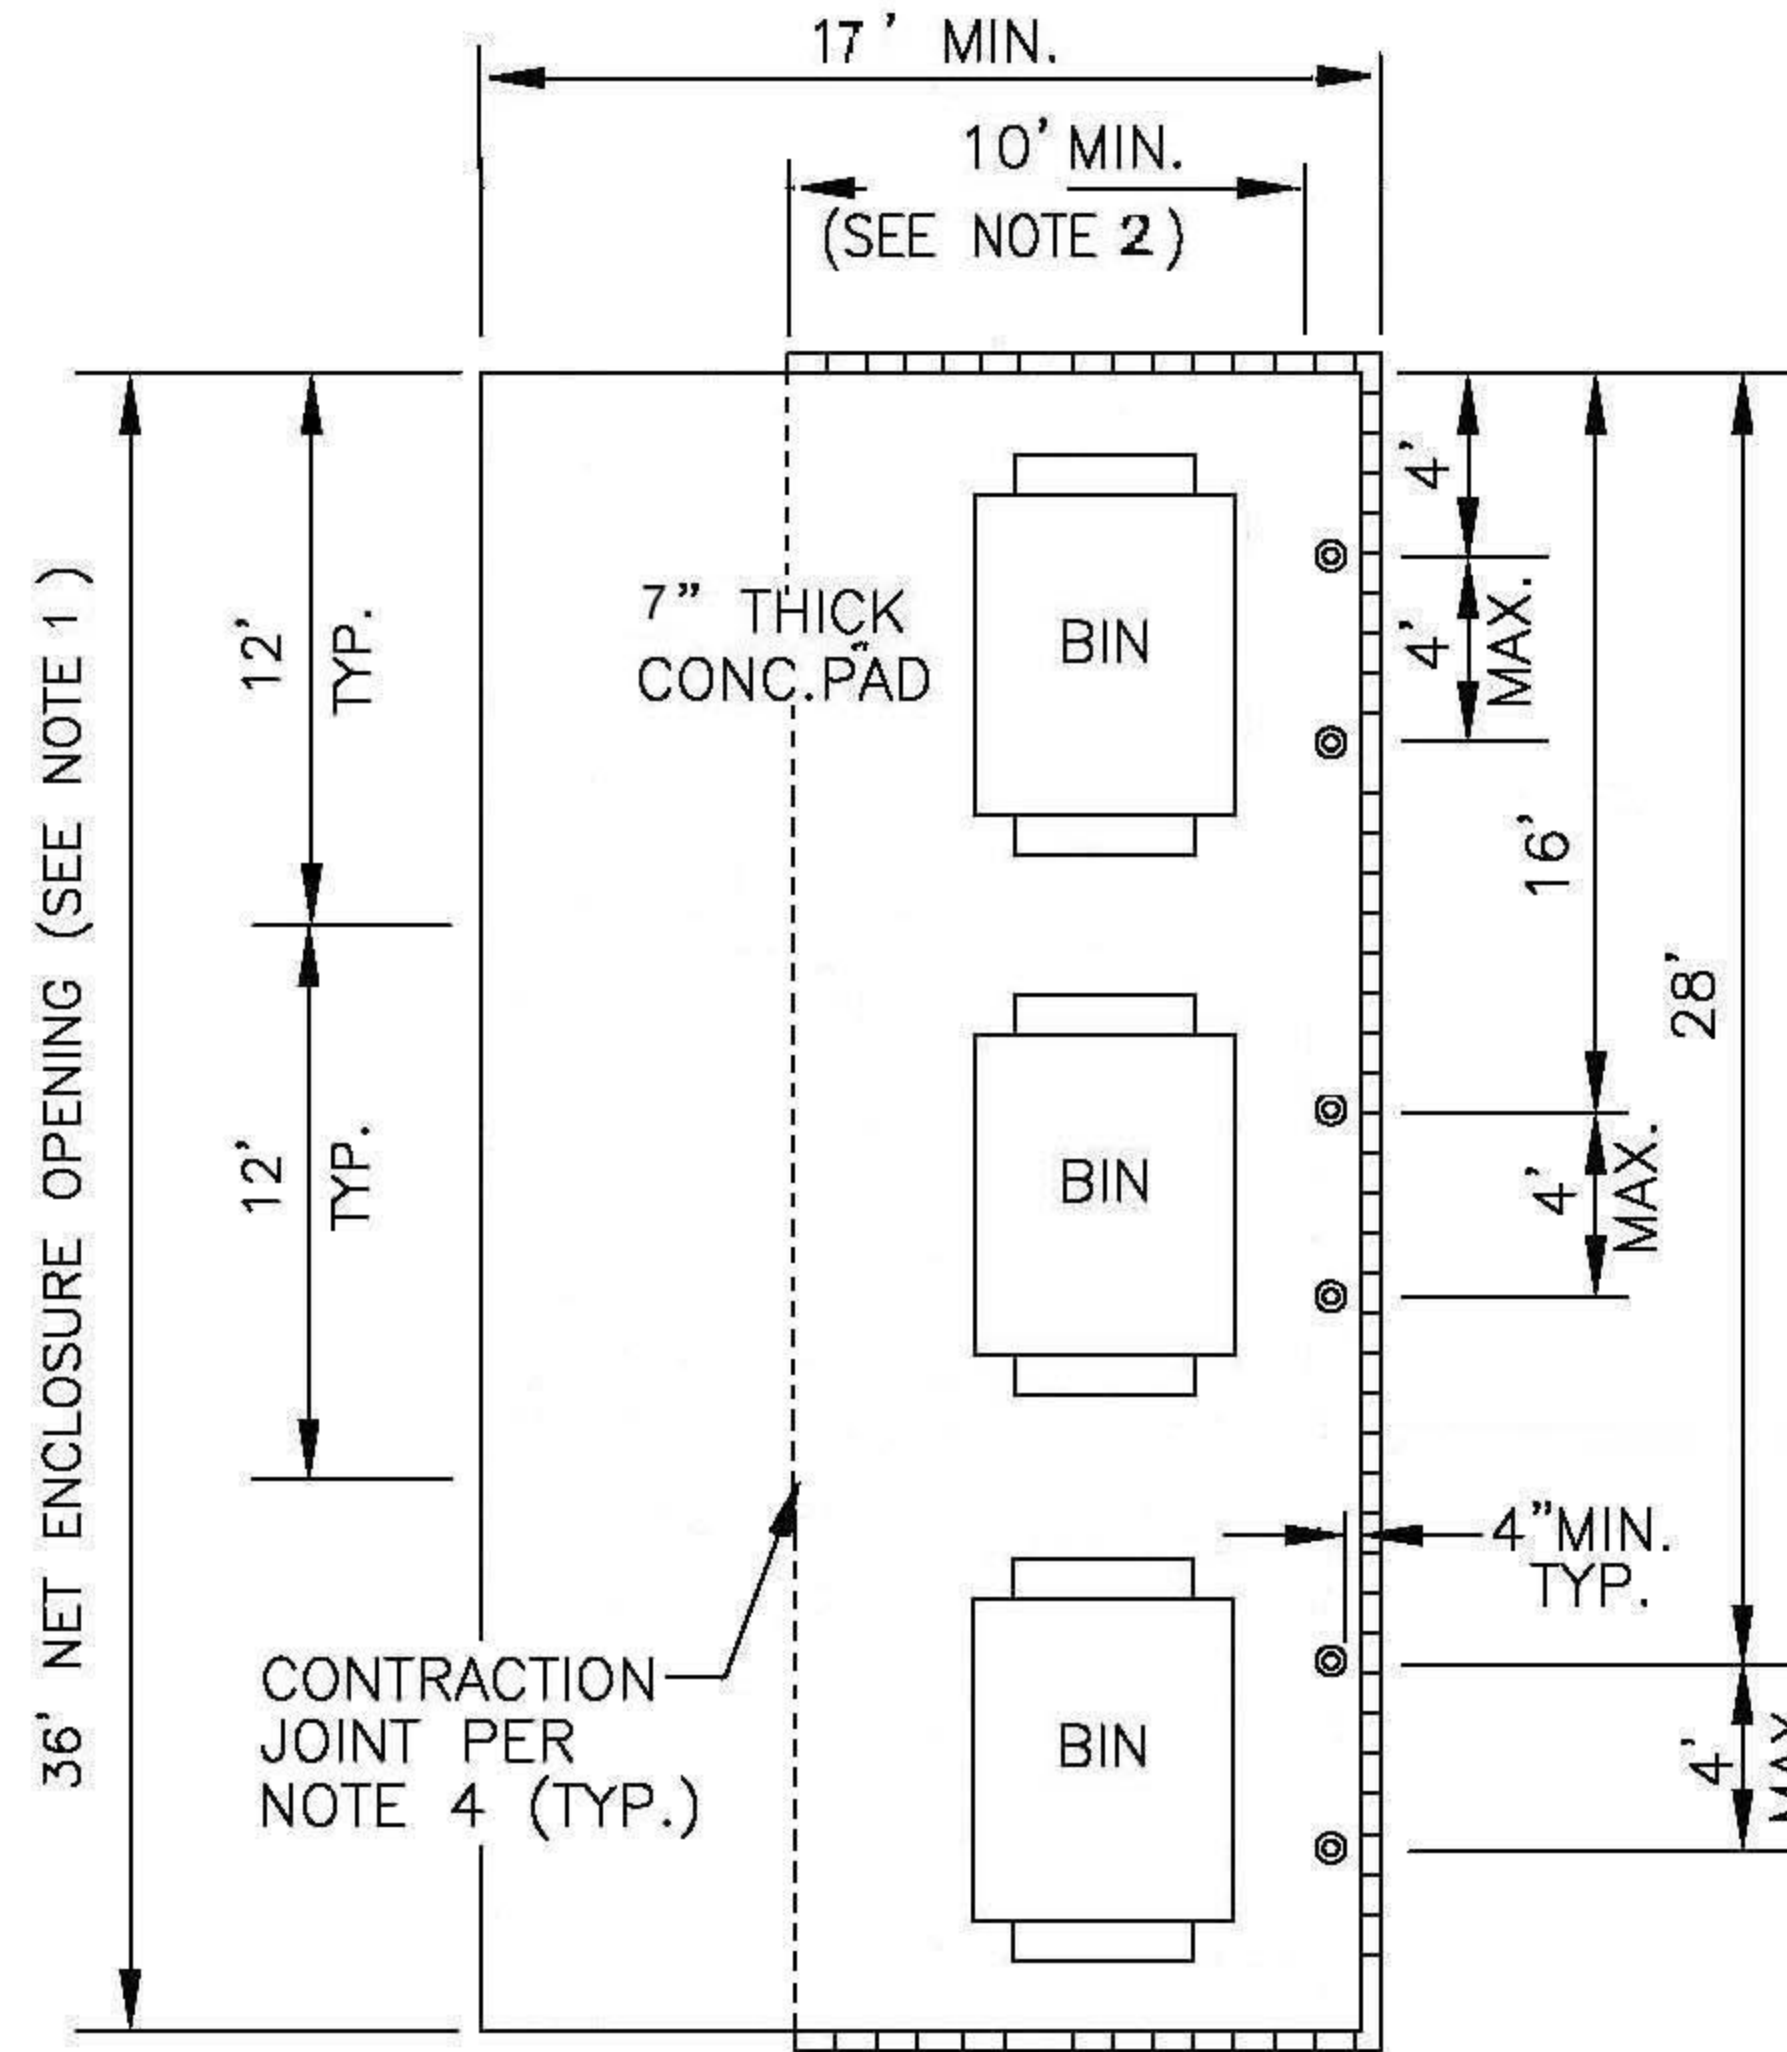 17' MIN.
10' MIN.
(SEE NOTE 2)
36' NET ENCLOSURE OPENING (SEE NOTE 1)
12'
TYP.
12'
TYP.
7" THICK
CONC. PAD
BIN
BIN
BIN
4'
4'
MAX.
16'
4'
MAX.
28'
4" MIN.
TYP.
4'
MAX
CONTRACTION
JOINT PER
NOTE 4 (TYP.)